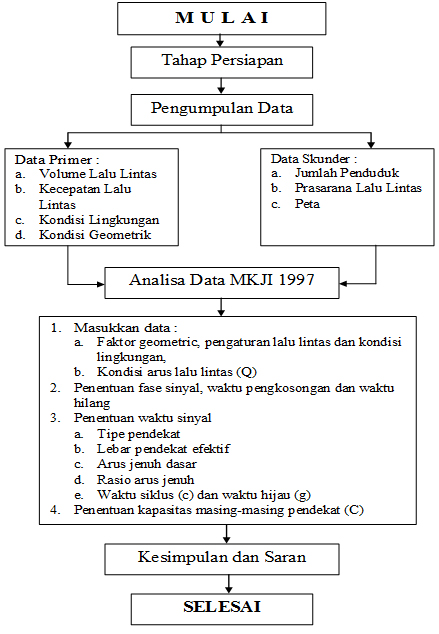 M U L A I
Tahap Persiapan
Pengumpulan Data
Data Primer :
a. Volume Lalu Lintas
b. Kecepatan Lalu
Lintas
c. Kondisi Lingkungan
d. Kondisi Geometrik
Data Skunder :
a. Jumlah Penduduk
b. Prasarana Lalu Lintas
c. Peta
Analisa Data MKJI 1997
1. Masukkan data :
a. Faktor geometric, pengaturan lalu lintas dan kondisi
lingkungan,
b. Kondisi arus lalu lintas (Q)
2. Penentuan fase sinyal, waktu pengkosongan dan waktu
hilang
3. Penentuan waktu sinyal
a. Tipe pendekat
b. Lebar pendekat efektif
c. Arus jenuh dasar
d. Rasio arus jenuh
e. Waktu siklus (c) dan waktu hijau (g)
4. Penentuan kapasitas masing-masing pendekat (C)
Kesimpulan dan Saran
SELESAI